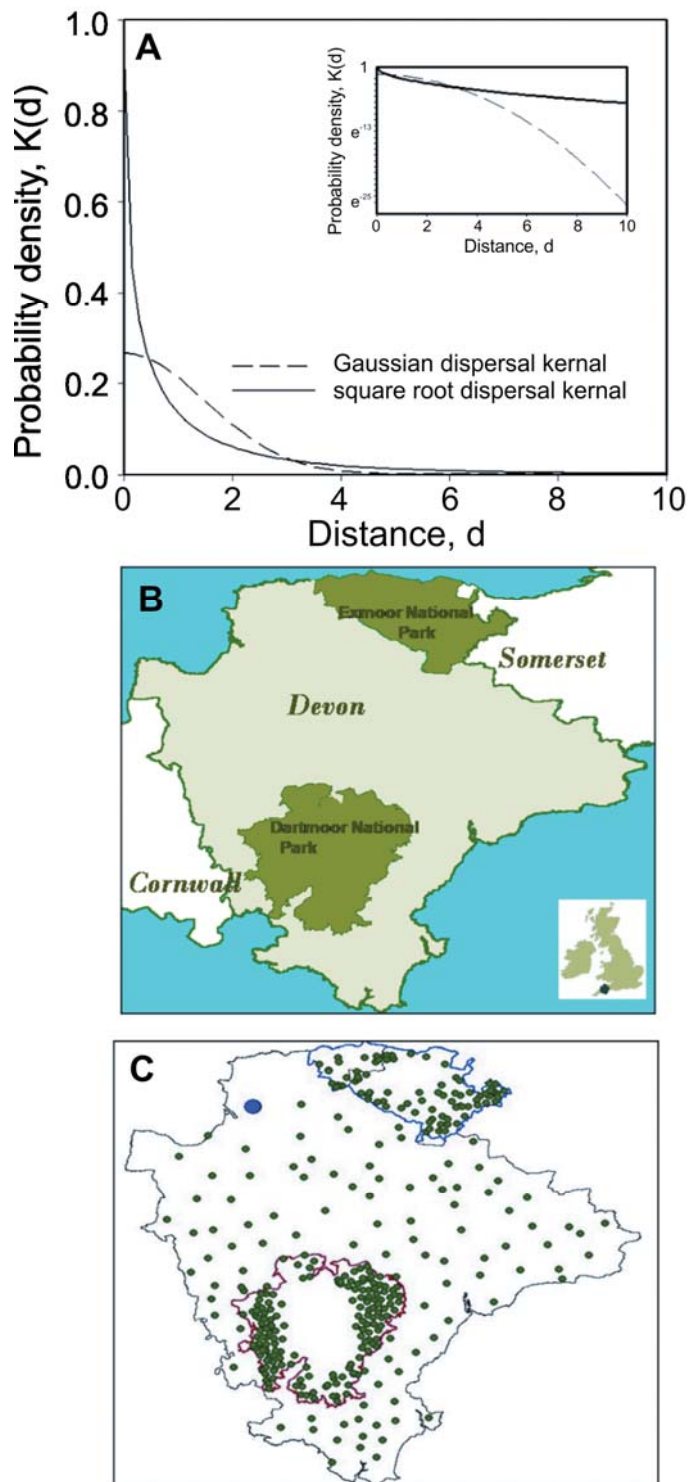 A
1.0
0.8
0.6
0.4
0.2
0.0
Probability density, K(d)
0
2
4
6
8
10
Distance, d
1
e-13
e-25
Probability density, K(d)
0
2
4
6
8
10
Distance, d
Gaussian dispersal kernal
square root dispersal kernal
B
Exmoor National
Park
Somerset
Devon
Dartmoor National
Park
Cornwall
C